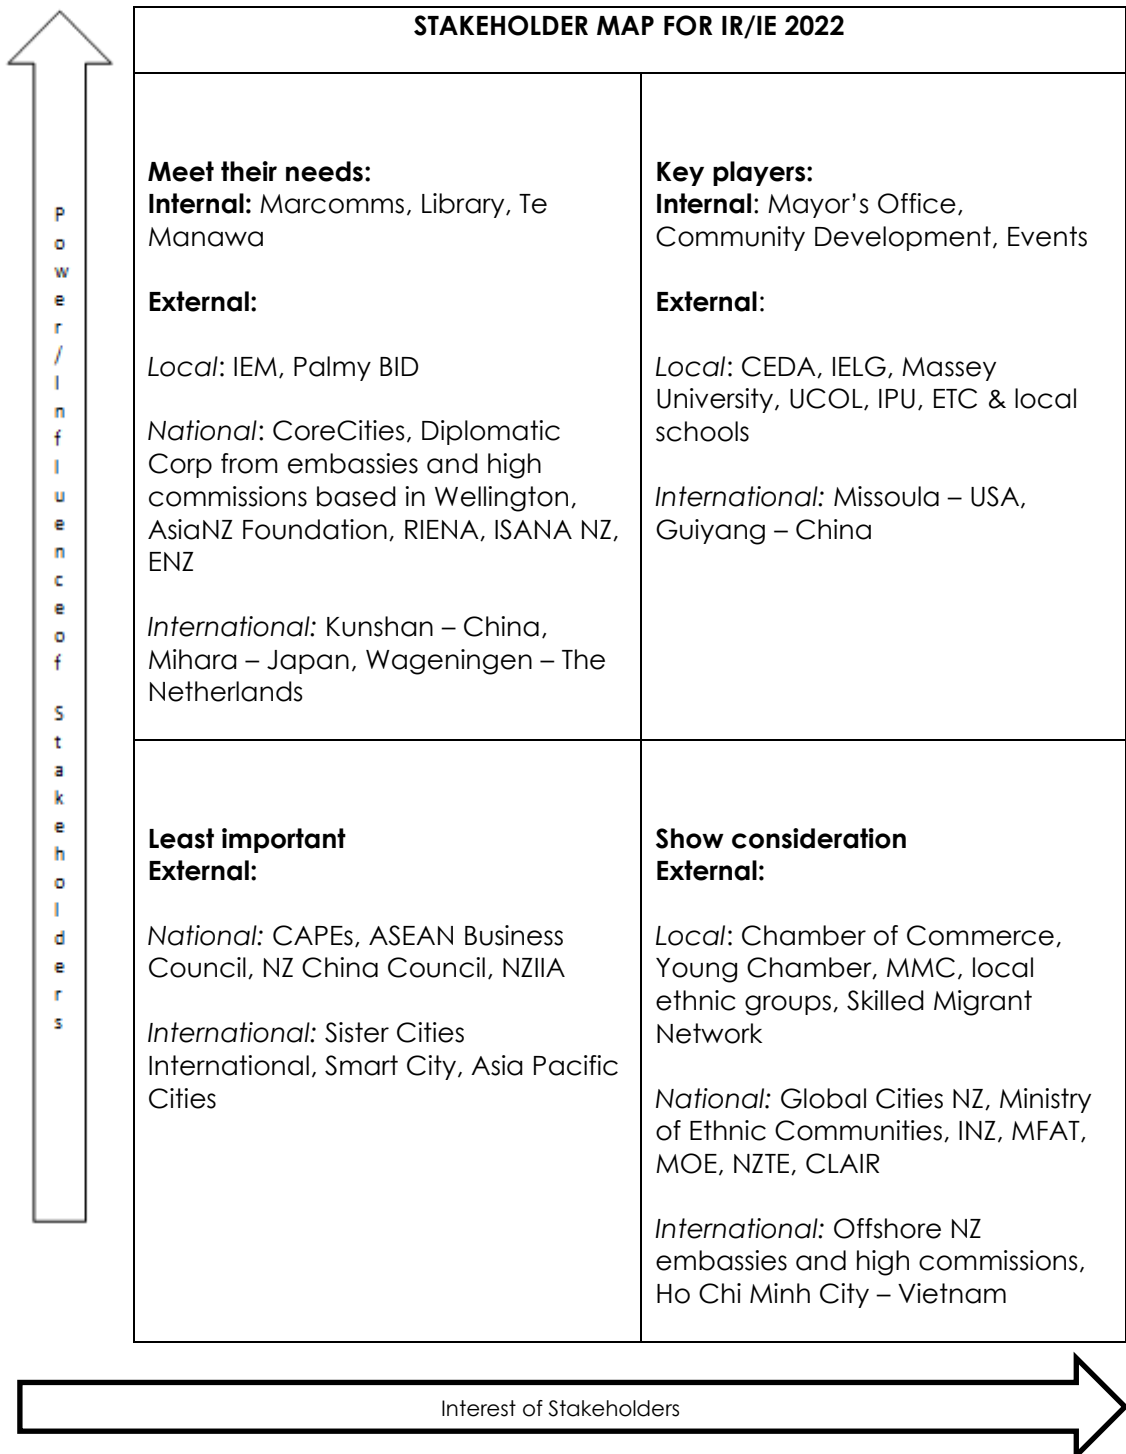 STAKEHOLDER MAP FOR IR/IE 2022
Power/Influence of Stakeholders
Meet their needs:
Internal: Marcomms, Library, Te
Manawa
External:
Local: IEM, Palmy BID
National: CoreCities, Diplomatic
Corp from embassies and high
commissions based in Wellington,
AsiaNZ Foundation, RIENA, ISANA NZ,
ENZ
International: Kunshan – China,
Mihara – Japan, Wageningen – The
Netherlands
Key players:
Internal: Mayor’s Office,
Community Development, Events
External:
Local: CEDA, IELG, Massey
University, UCOL, IPU, ETC & local
schools
International: Missoula – USA,
Guiyang – China
Least important
External:
National: CAPEs, ASEAN Business
Council, NZ China Council, NZIIA
International: Sister Cities
International, Smart City, Asia Pacific
Cities
Show consideration
External:
Local: Chamber of Commerce,
Young Chamber, MMC, local
ethnic groups, Skilled Migrant
Network
National: Global Cities NZ, Ministry
of Ethnic Communities, INZ, MFAT,
MOE, NZTE, CLAIR
International: Offshore NZ
embassies and high commissions,
Ho Chi Minh City – Vietnam
Interest of Stakeholders